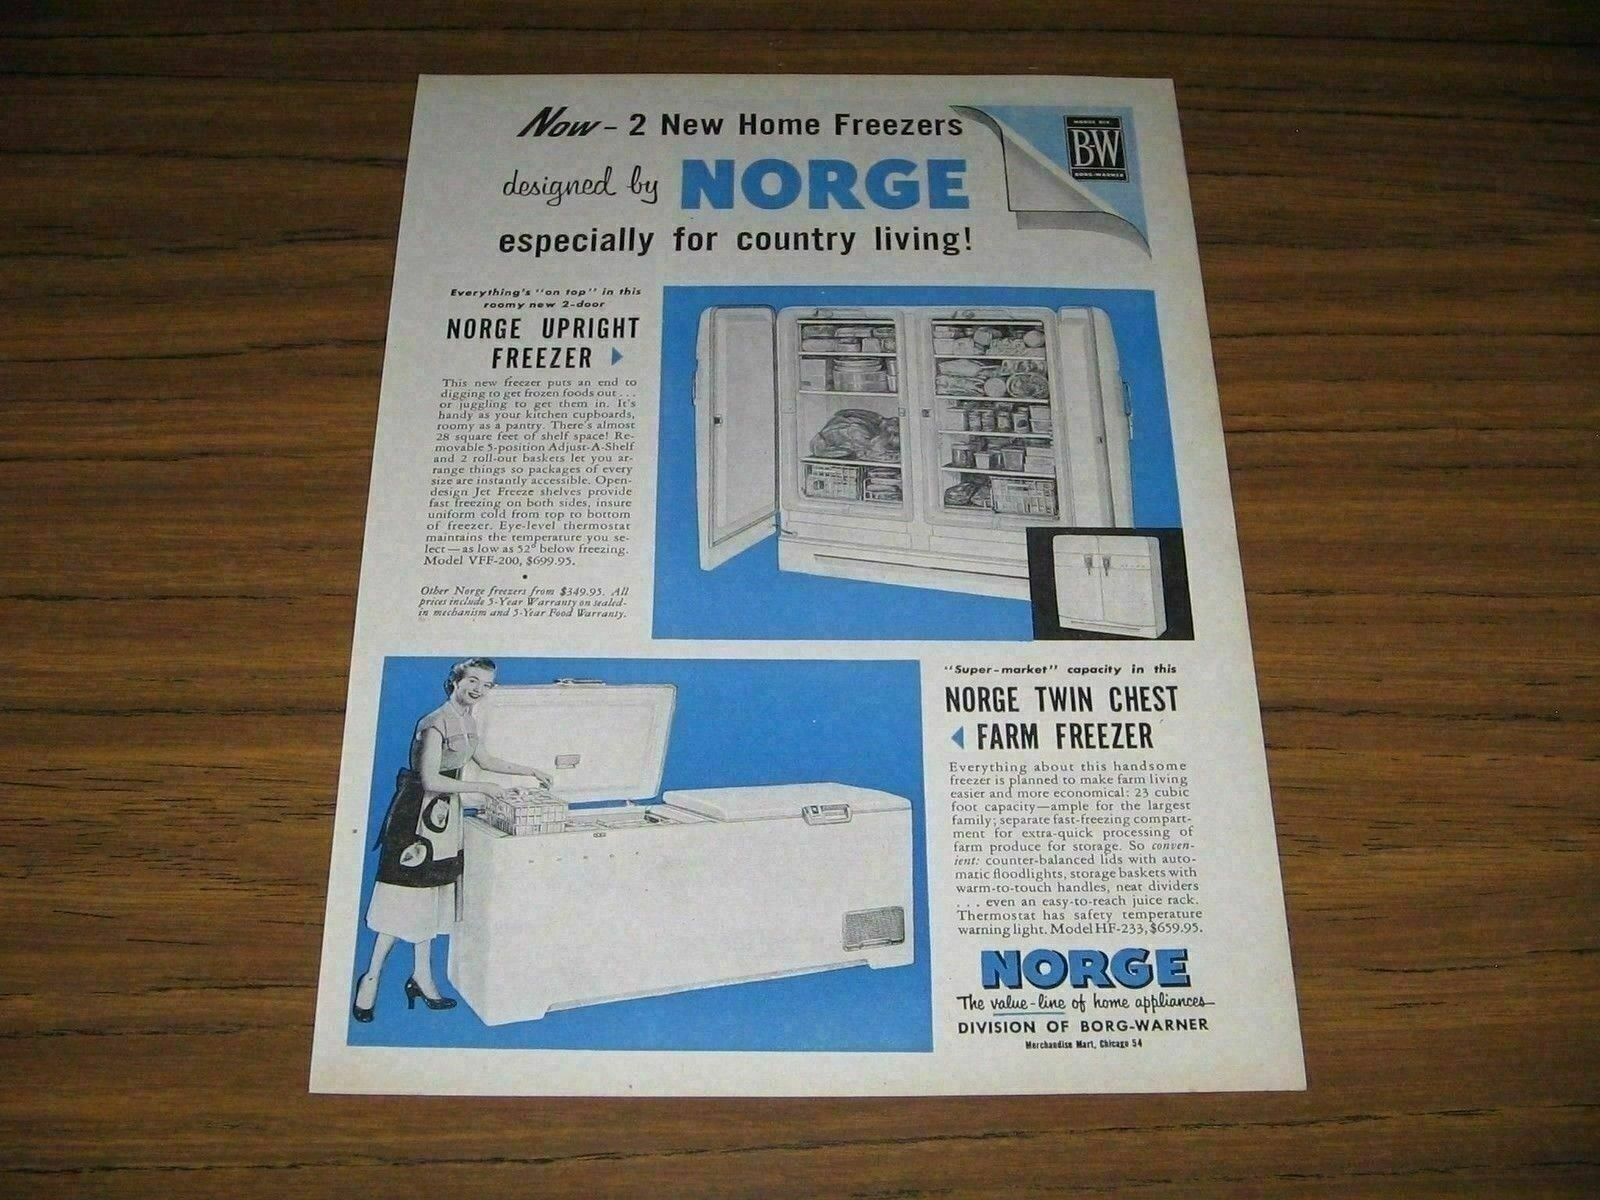 Now – 2 New Home Freezers
designed by NORGE
especially for country living!
B-W
BORG-WARNER
Everything's "on top" in this
roomy new 2-door
NORGE UPRIGHT
FREEZER
This new freezer puts an end to
digging to get frozen foods out . . .
or juggling to get them in. It's
handy as your kitchen cupboards,
roomy as a pantry. There's almost
28 square feet of shelf space! Re-
movable 5-position Adjust-A-Shelf
and 2 roll-out baskets let you ar-
range things so packages of every
size are instantly accessible. Open-
design Jet Freeze shelves provide
fast freezing on both sides, insure
uniform cold from top to bottom
of freezer. Eye-level thermostat
maintains the temperature you se-
lect—as low as 52° below freezing.
Model VFF-200, $699.95.
Other Norge freezers from $349.95. All
prices include 5-Year Warranty on sealed-
in mechanism and 5-Year Food Warranty.
"Super-market" capacity in this
NORGE TWIN CHEST
FARM FREEZER
Everything about this handsome
freezer is planned to make farm living
easier and more economical: 23 cubic
foot capacity—ample for the largest
family; separate fast-freezing compart-
ment for extra-quick processing of
farm produce for storage. So conven-
ient: counter-balanced lids with auto-
matic floodlights, storage baskets with
warm-to-touch handles, neat dividers
. . . even an easy-to-reach juice rack.
Thermostat has safety temperature
warning light. Model HF-233, $659.95.
NORGE
The value-line of home appliances
DIVISION OF BORG-WARNER
Merchandise Mart, Chicago 54